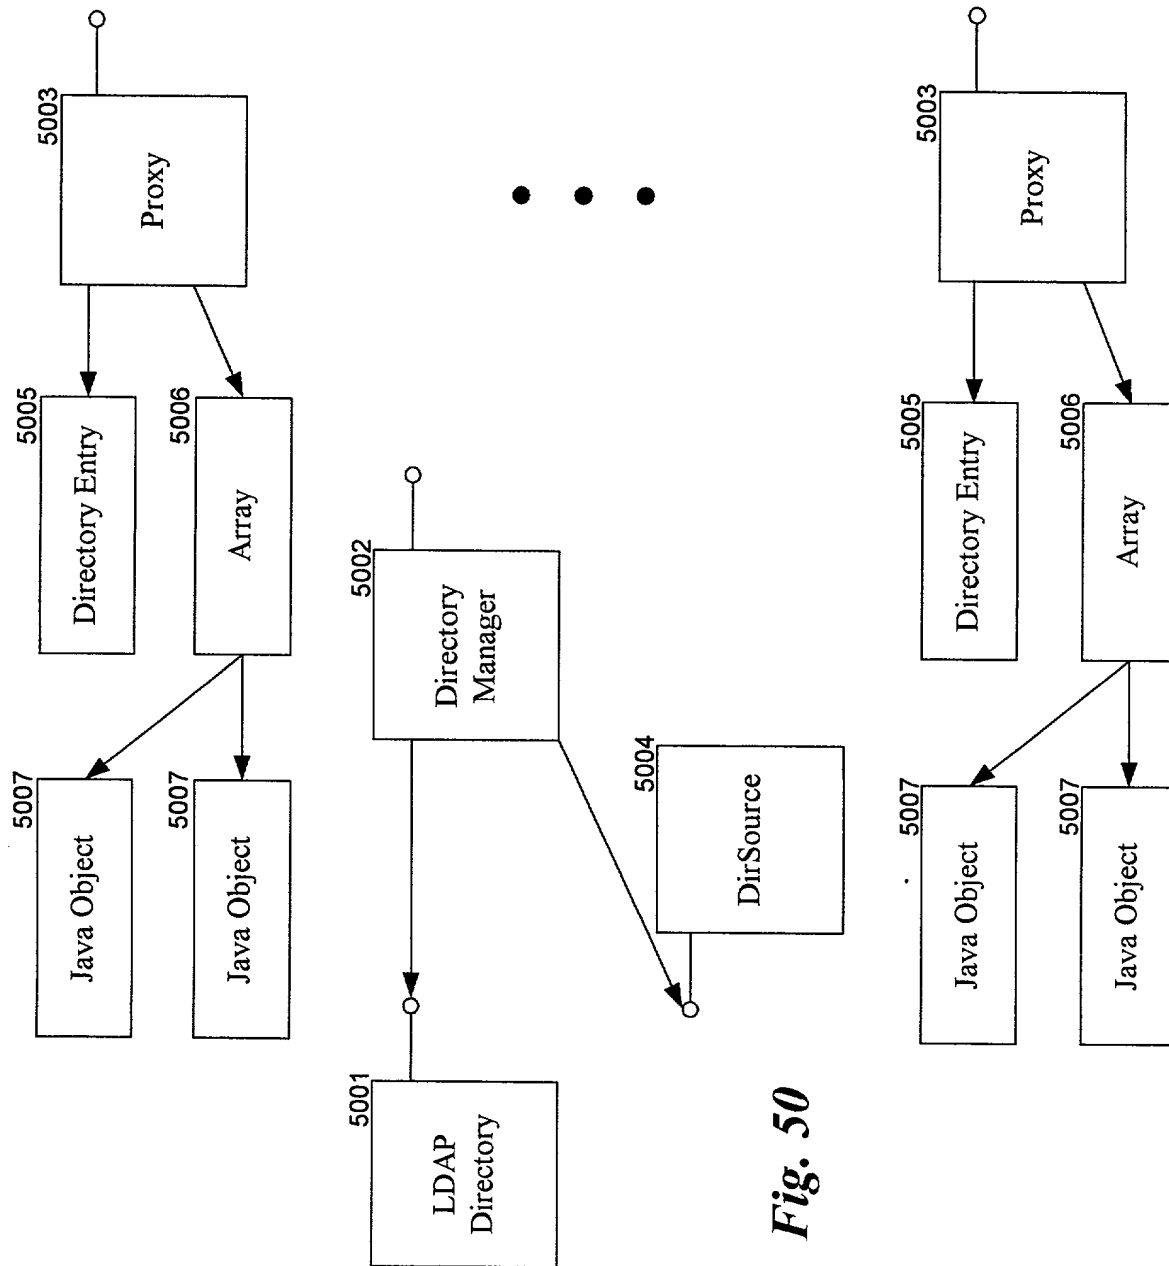 5003
Proxy
5005
Directory Entry
5006
Array
5007
Java Object
5007
Java Object
5002
Directory
Manager
5001
LDAP
Directory
5004
DirSource
5003
Proxy
5005
Directory Entry
5006
Array
5007
Java Object
5007
Java Object
Fig. 50